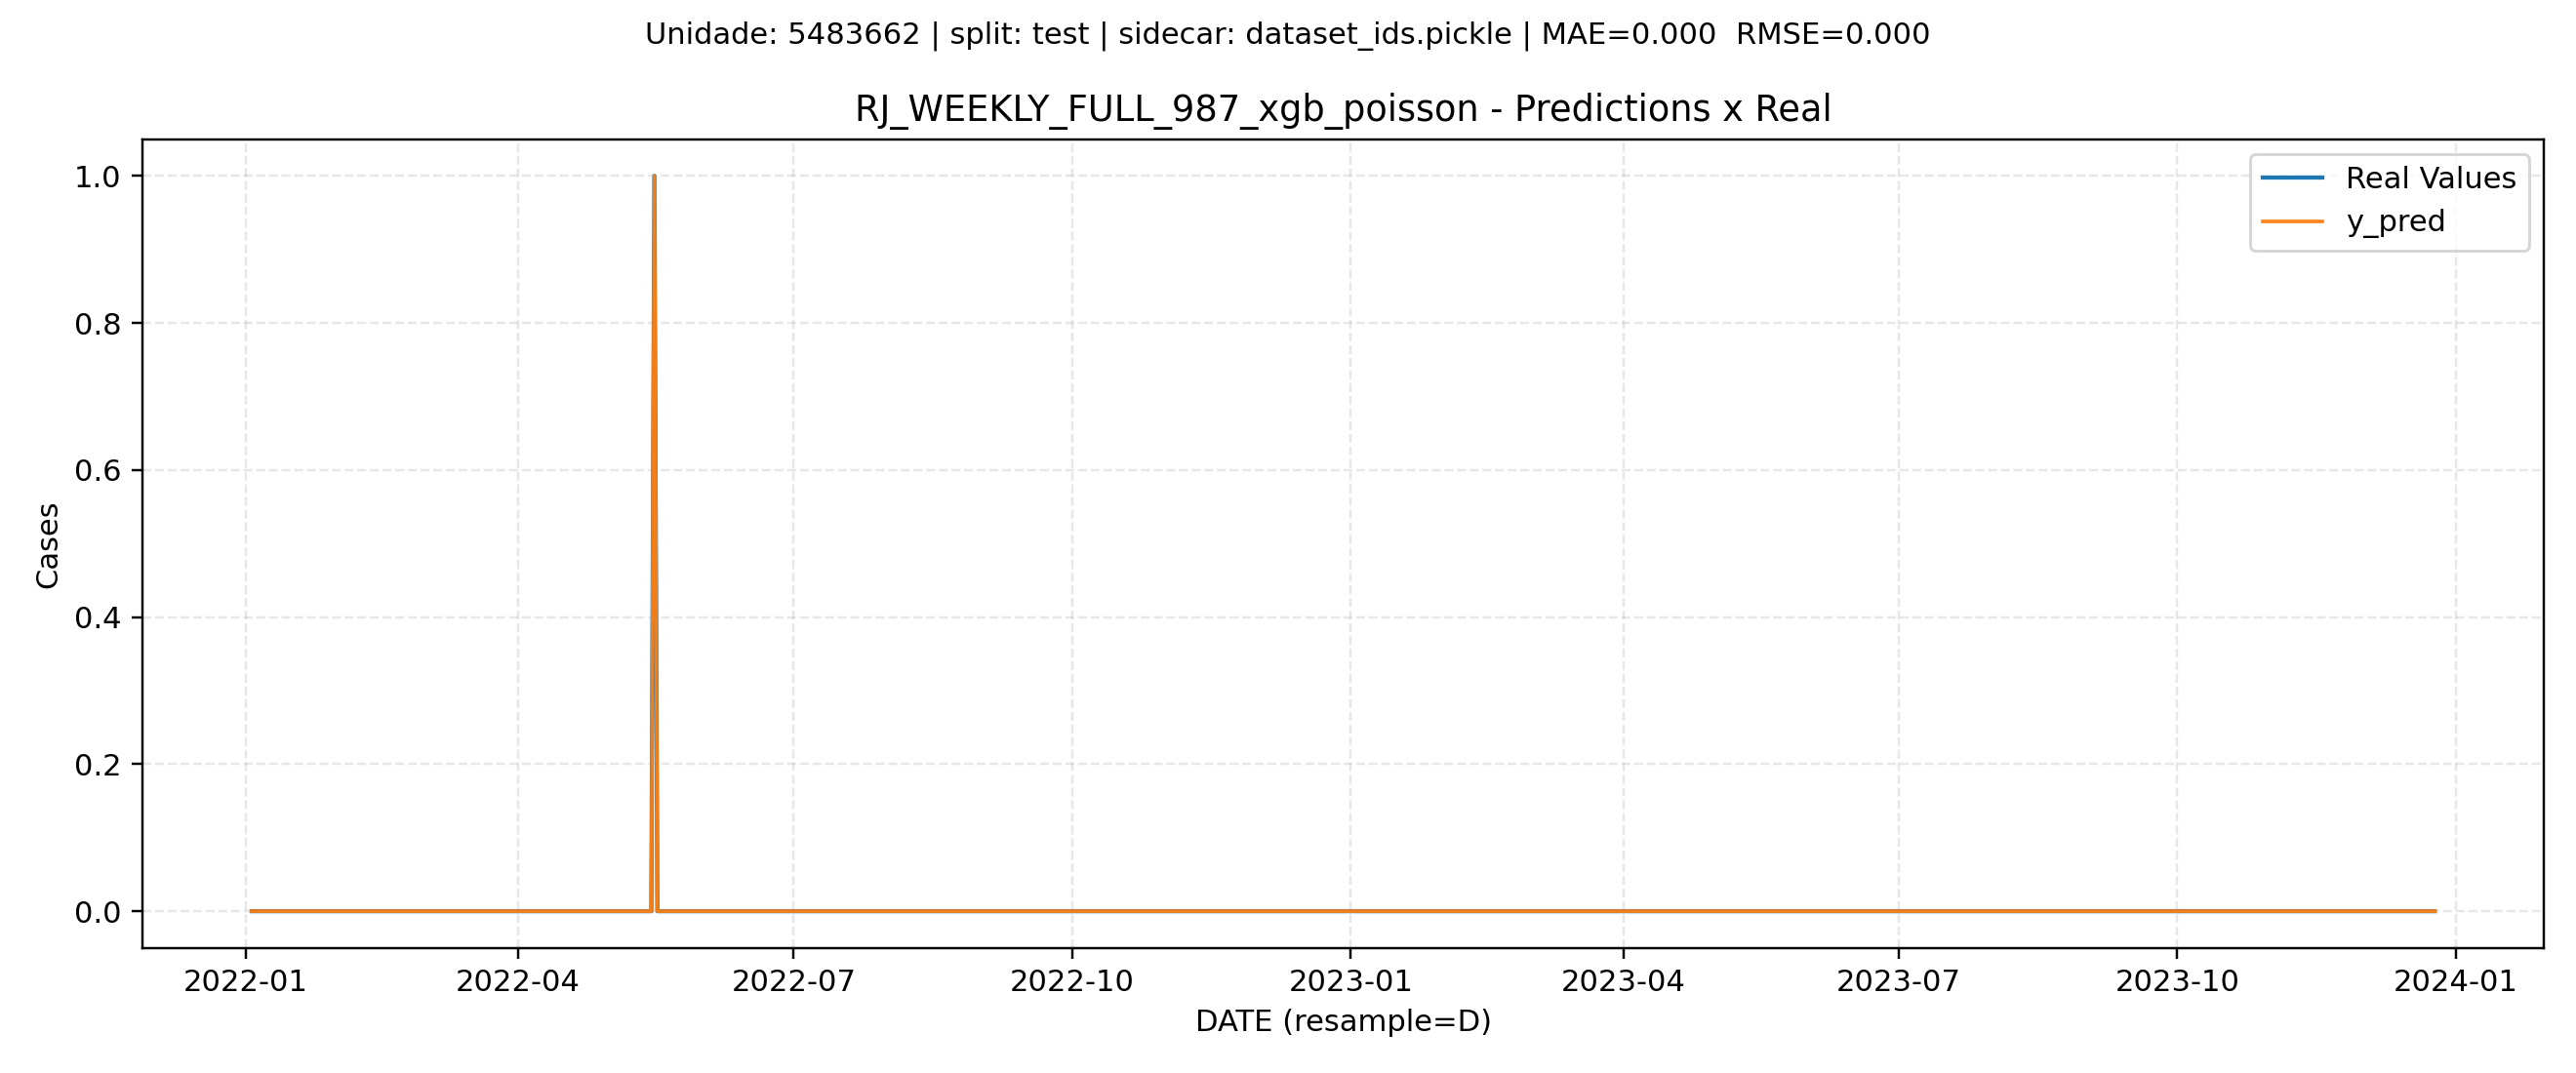 Unidade: 5483662 | split: test | sidecar: dataset_ids.pickle | MAE=0.000  RMSE=0.000
RJ_WEEKLY_FULL_987_xgb_poisson - Predictions x Real
Real Values
y_pred
1.0
0.8
0.6
0.4
0.2
0.0
Cases
2022-01 2022-04 2022-07 2022-10 2023-01 2023-04 2023-07 2023-10 2024-01
DATE (resample=D)